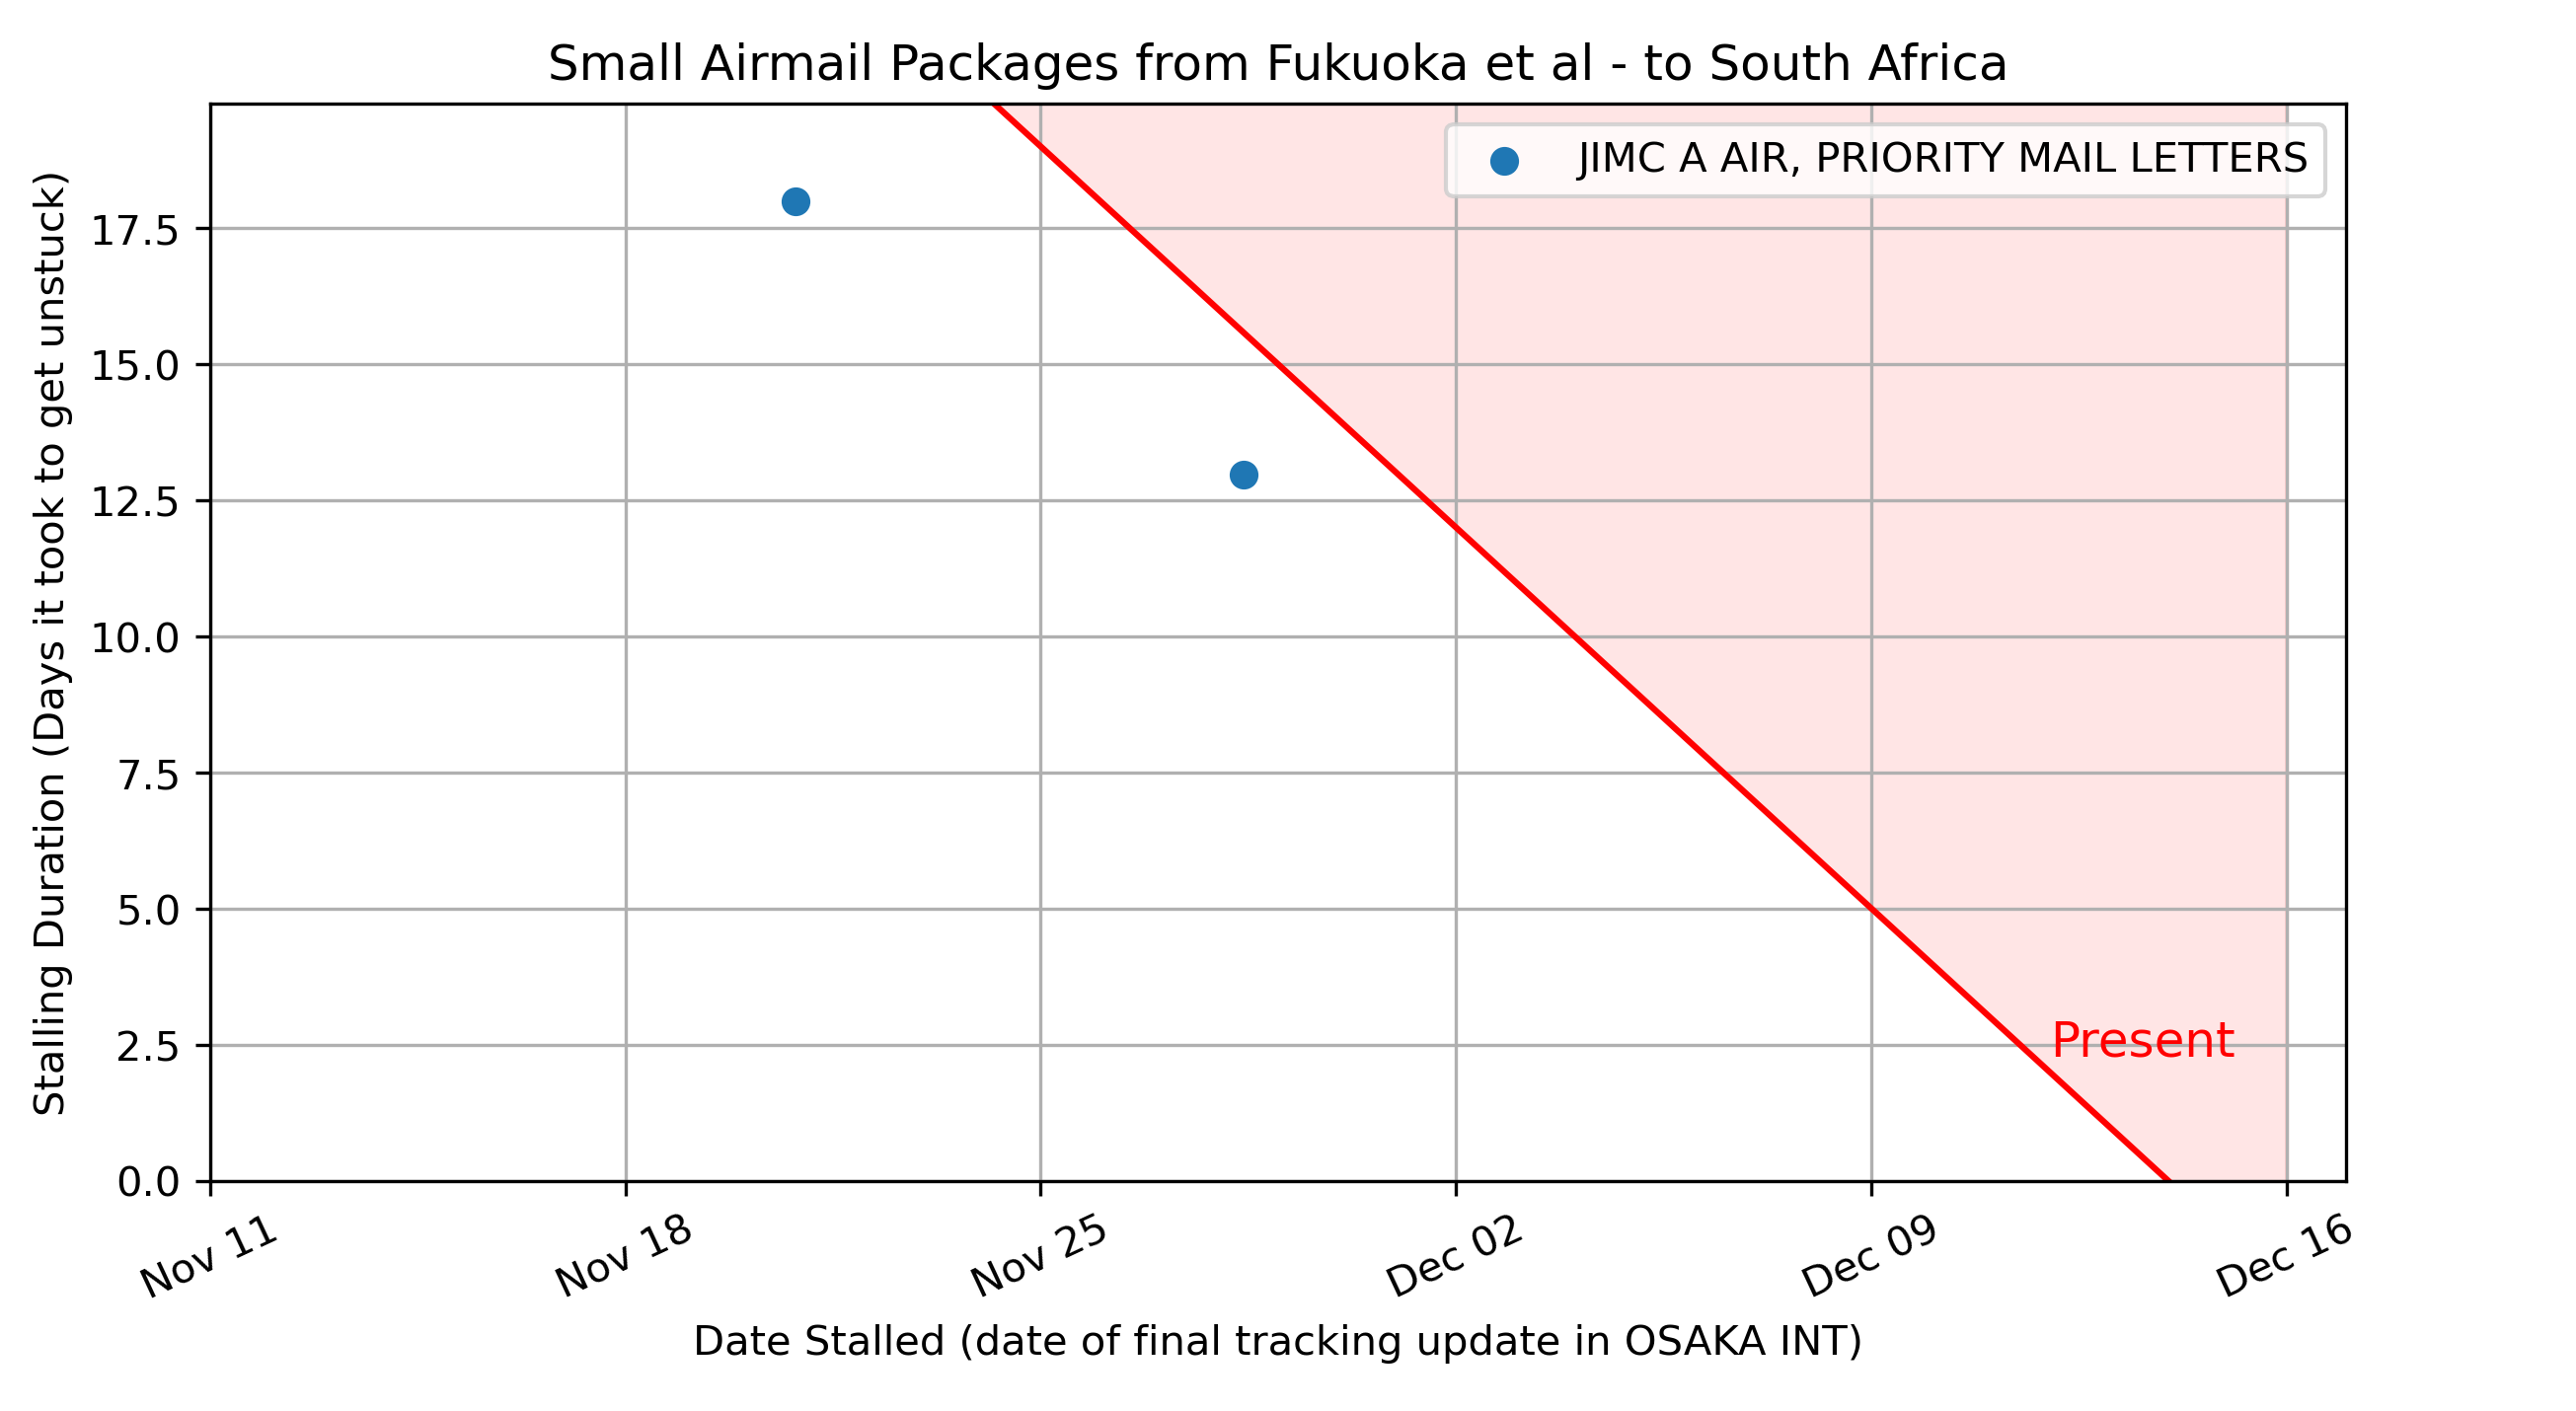 Small Airmail Packages from Fukuoka et al - to South Africa
JIMC A AIR, PRIORITY MAIL LETTERS
Stalling Duration (Days it took to get unstuck)
17.5
15.0
12.5
10.0
7.5
5.0
2.5
0.0
Present
Nov 11
Nov 18
Nov 25
Dec 02
Dec 09
Dec 16
Date Stalled (date of final tracking update in OSAKA INT)